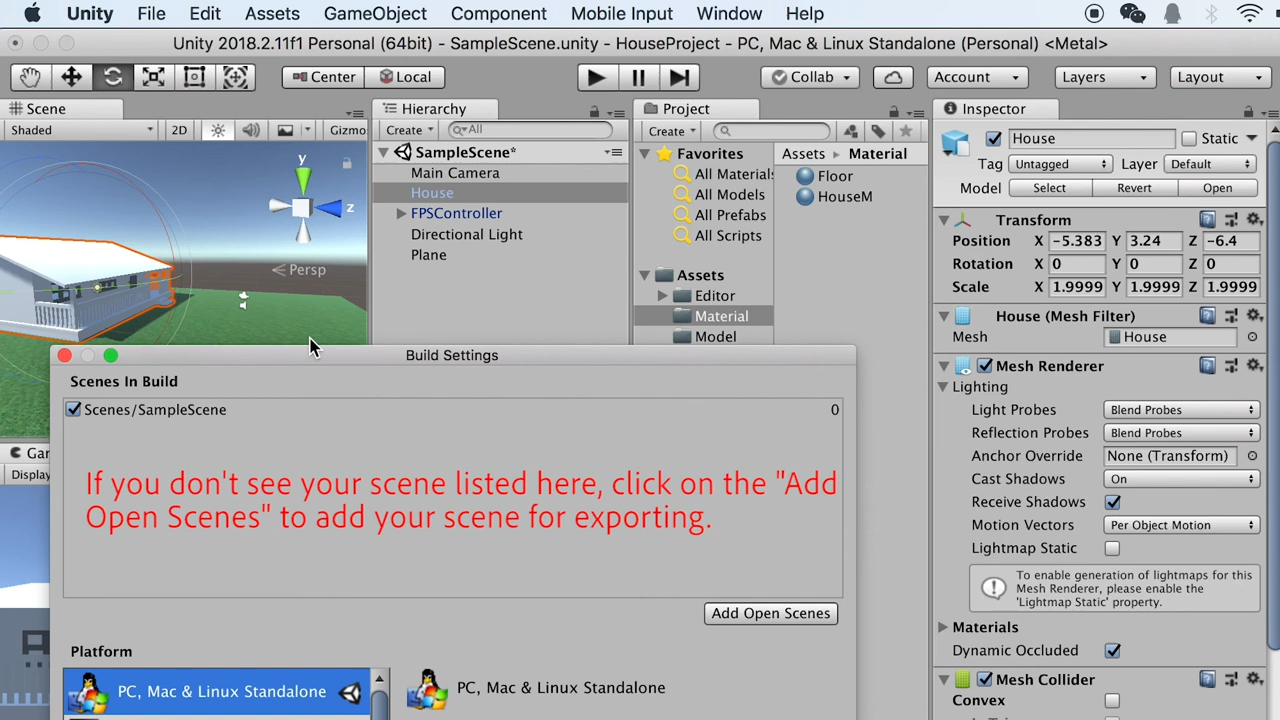 Unity File Edit Assets GameObject Component Mobile Input Window Help
Unity 2018.2.11f1 Personal (64bit) - SampleScene.unity - HouseProject - PC, Mac & Linux Standalone (Personal) <Metal>
Center Local Collab Account Layers Layout
Scene Hierarchy Project Inspector
Shaded 2D Gizmo Create All Create
House Static
SampleScene* Favorites Assets Material
Tag Untagged Layer Default
Main Camera All Materials Floor
Model Select Revert Open
House All Models HouseM
FPSController All Prefabs
Directional Light All Scripts
Plane
y
z
Persp
Transform
Position X -5.383 Y 3.24 Z -6.4
Rotation X 0 Y 0 Z 0
Scale X 1.9999 Y 1.9999 Z 1.9999
Assets
Editor
Material
Model
House (Mesh Filter)
Mesh House
Build Settings
Scenes In Build
Scenes/SampleScene 0
If you don't see your scene listed here, click on the "Add
Open Scenes" to add your scene for exporting.
Add Open Scenes
Platform
PC, Mac & Linux Standalone PC, Mac & Linux Standalone
Gar
Display
Mesh Renderer
Lighting
Light Probes Blend Probes
Reflection Probes Blend Probes
Anchor Override None (Transform)
Cast Shadows On
Receive Shadows
Motion Vectors Per Object Motion
Lightmap Static
To enable generation of lightmaps for this
Mesh Renderer, please enable the
'Lightmap Static' property.
Materials
Dynamic Occluded
Mesh Collider
Convex